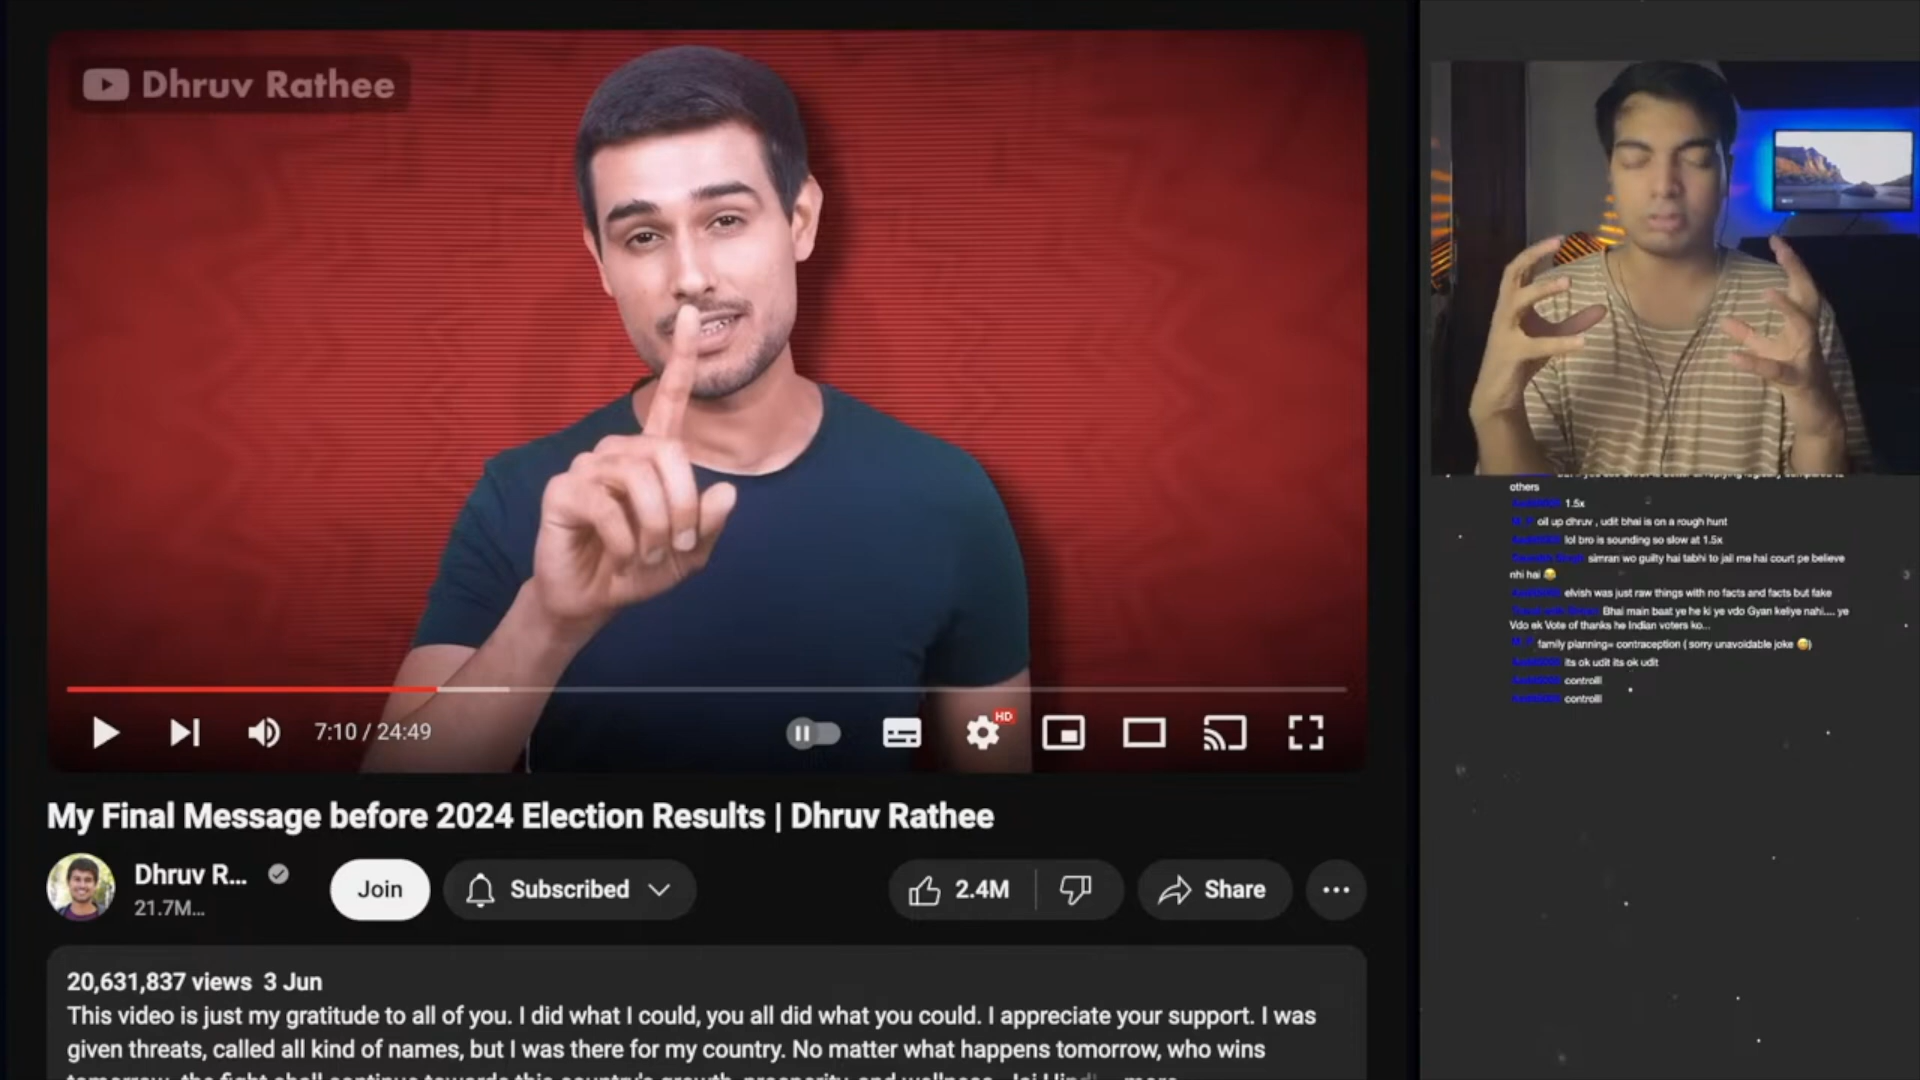 Dhruv Rathee
7:10 / 24:49
HD
My Final Message before 2024 Election Results | Dhruv Rathee
Dhruv R...
21.7M...
Join
Subscribed
2.4M
Share
20,631,837 views 3 Jun
This video is just my gratitude to all of you. I did what I could, you all did what you could. I appreciate your support. I was
given threats, called all kind of names, but I was there for my country. No matter what happens tomorrow, who wins
others
1.5x
oil up dhruv , udit bhai is on a rough hunt
lol bro is sounding so slow at 1.5x
simran wo guilty hai tabhi to jail me hai court pe believe
nhi hai 😂
elvish was just raw things with no facts and facts but fake
Bhai main baat ye he ki ye vdo Gyan keliye nahi.... ye
Vdo ek Vote of thanks he Indian voters ko...
family planning= contraception ( sorry unavoidable joke 😅)
its ok udit its ok udit
controlll
controlll